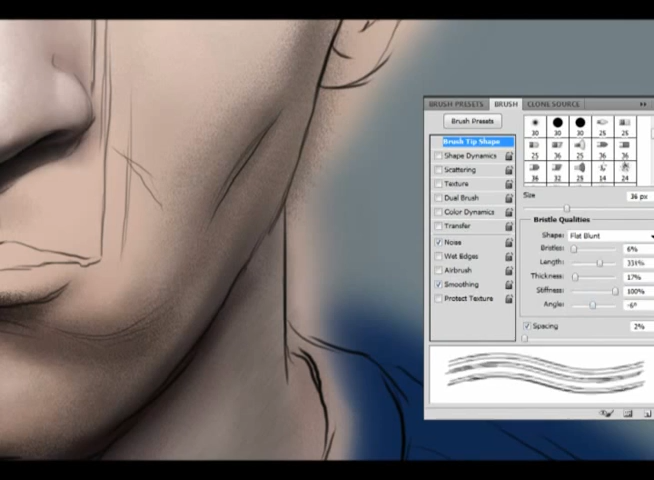 BRUSH PRESETS BRUSH CLONE SOURCE
Brush Presets
30 30 30 25 25
25 36 25 36 36
36 32 25 14 24
Brush Tip Shape
Shape Dynamics
Scattering
Texture
Dual Brush
Color Dynamics
Transfer
Noise
Wet Edges
Airbrush
Smoothing
Protect Texture
Size 36 px
Bristle Qualities
Shape: Flat Blunt
Bristles: 6%
Length:
Thickness: 17%
Stiffness: 100%
Angle: -6°
Spacing 2%